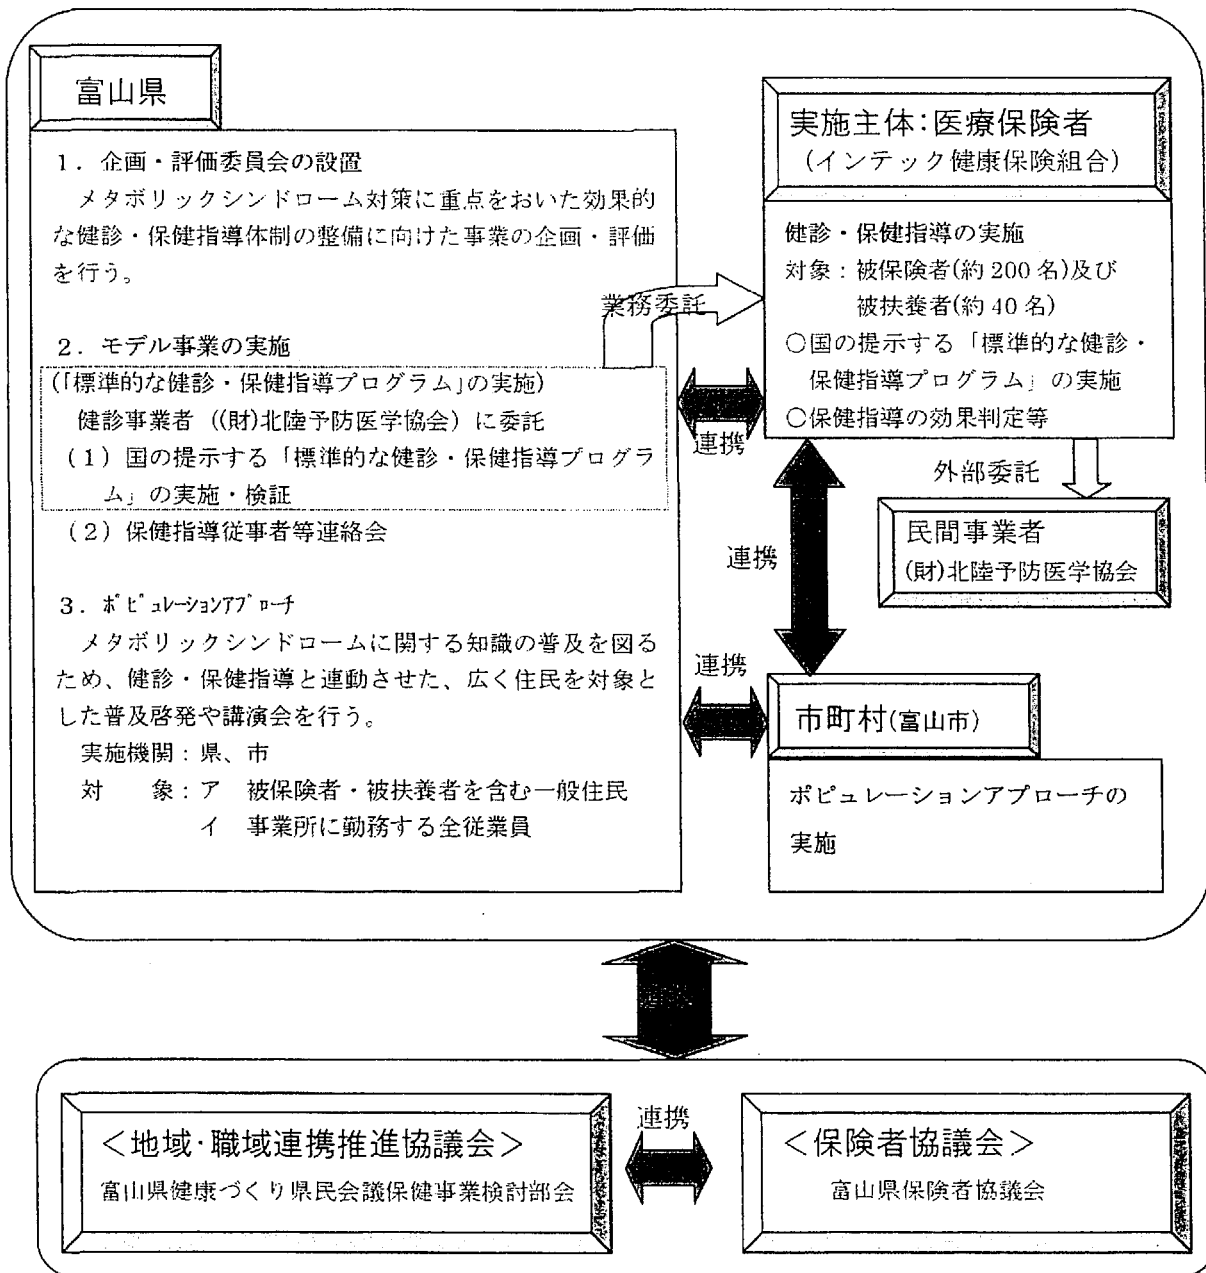 富山県
1．企画・評価委員会の設置
メタボリックシンドローム対策に重点をおいた効果的
な健診・保健指導体制の整備に向けた事業の企画・評価
を行う。
2．モデル事業の実施
(「標準的な健診・保健指導プログラム」の実施)
健診事業者（(財)北陸予防医学協会）に委託
（1）国の提示する「標準的な健診・保健指導プログラ
ム」の実施・検証
（2）保健指導従事者等連絡会
3．ﾎﾟﾋﾟｭﾚｰｼｮﾝｱﾌﾟﾛｰﾁ
メタボリックシンドロームに関する知識の普及を図る
ため、健診・保健指導と連動させた、広く住民を対象と
した普及啓発や講演会を行う。
実施機関：県、市
対　　象：ア　被保険者・被扶養者を含む一般住民
イ　事業所に勤務する全従業員
業務委託
実施主体：医療保険者
（インテック健康保険組合）
健診・保健指導の実施
対象：被保険者(約 200 名)及び
被扶養者(約 40 名)
○国の提示する「標準的な健診・
保健指導プログラム」の実施
○保健指導の効果判定等
連携
外部委託
民間事業者
(財)北陸予防医学協会
連携
連携
市町村(富山市)
ポピュレーションアプローチの
実施
連携
＜地域・職域連携推進協議会＞
富山県健康づくり県民会議保健事業検討部会
連携
＜保険者協議会＞
富山県保険者協議会